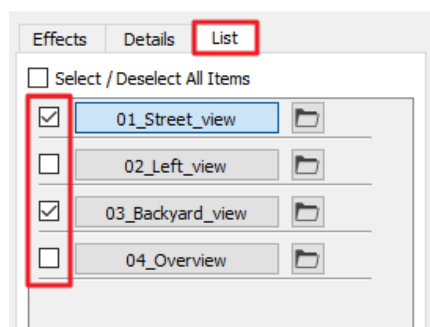 Effects Details List
Select / Deselect All Items
01_Street_view
02_Left_view
03_Backyard_view
04_Overview